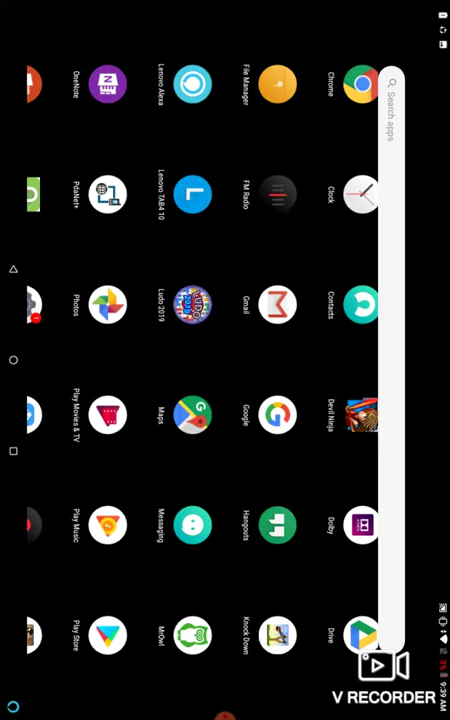 3% 9:39 AM
Search apps
Chrome Clock Contacts Devil Ninja Dolby Drive
File Manager FM Radio Gmail Google Hangouts Knock Down
Lenovo Alexa Lenovo TAB4 10 Ludo 2019 Maps Messaging MrOwl
OneNote PdaNet+ Photos Play Movies & TV Play Music Play Store
V RECORDER